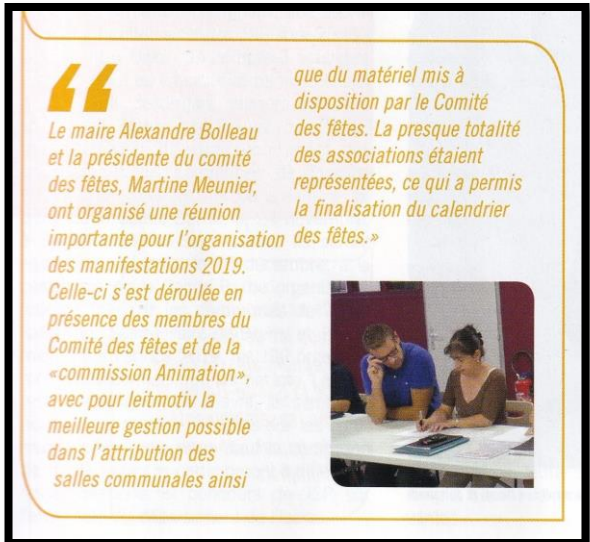 “
Le maire Alexandre Bolleau
et la présidente du comité
des fêtes, Martine Meunier,
ont organisé une réunion
importante pour l’organisation
des manifestations 2019.
Celle-ci s’est déroulée en
présence des membres du
Comité des fêtes et de la
«commission Animation»,
avec pour leitmotiv la
meilleure gestion possible
dans l’attribution des
salles communales ainsi
que du matériel mis à
disposition par le Comité
des fêtes. La presque totalité
des associations étaient
représentées, ce qui a permis
la finalisation du calendrier
des fêtes.»